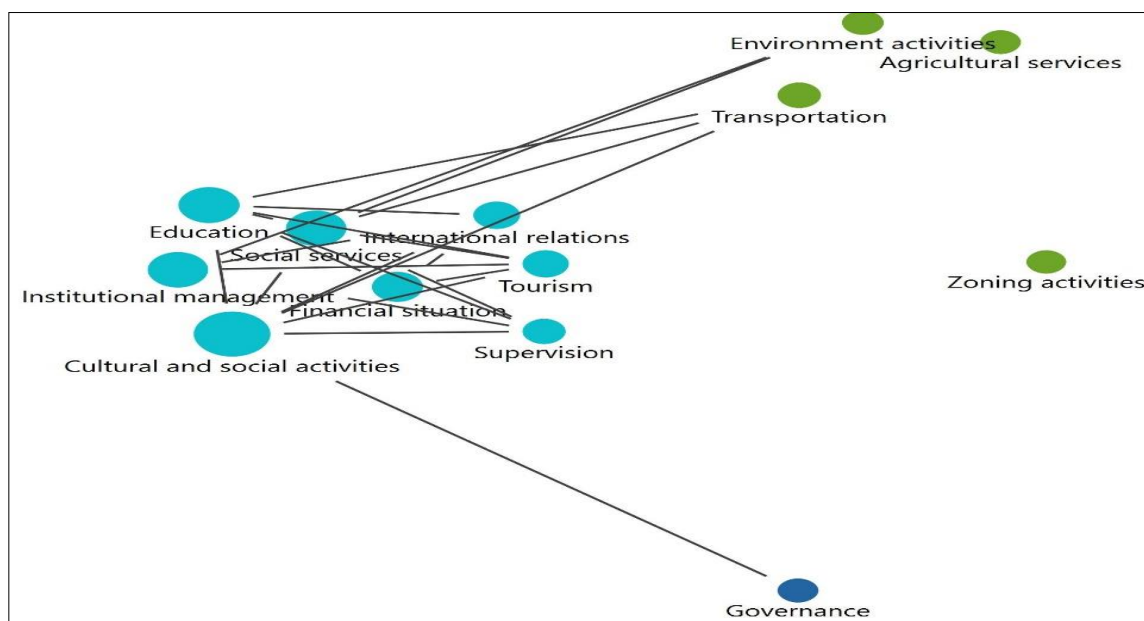 Environment activities
Agricultural services
Transportation
Education
International relations
Social services
Tourism
Zoning activities
Institutional management
Financial situation
Supervision
Cultural and social activities
Governance